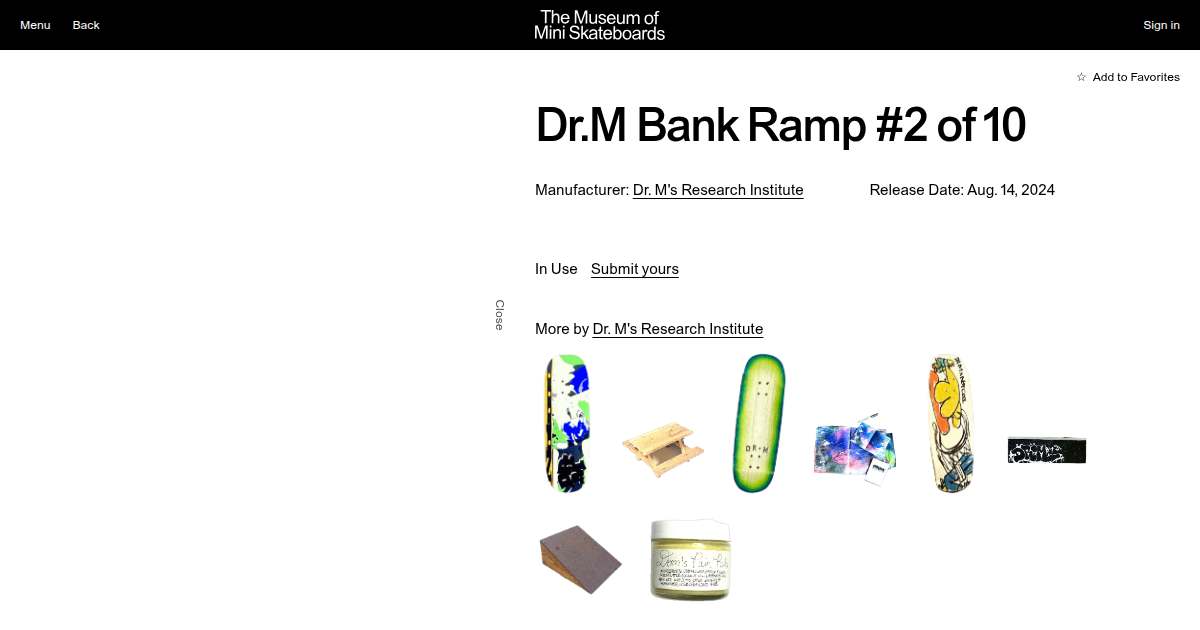 Menu
Back
The Museum of
Mini Skateboards
Sign in
☆ Add to Favorites
Dr.M Bank Ramp #2 of 10
Manufacturer: Dr. M's Research Institute
Release Date: Aug. 14, 2024
In Use
Submit yours
Close
More by Dr. M's Research Institute
DR M